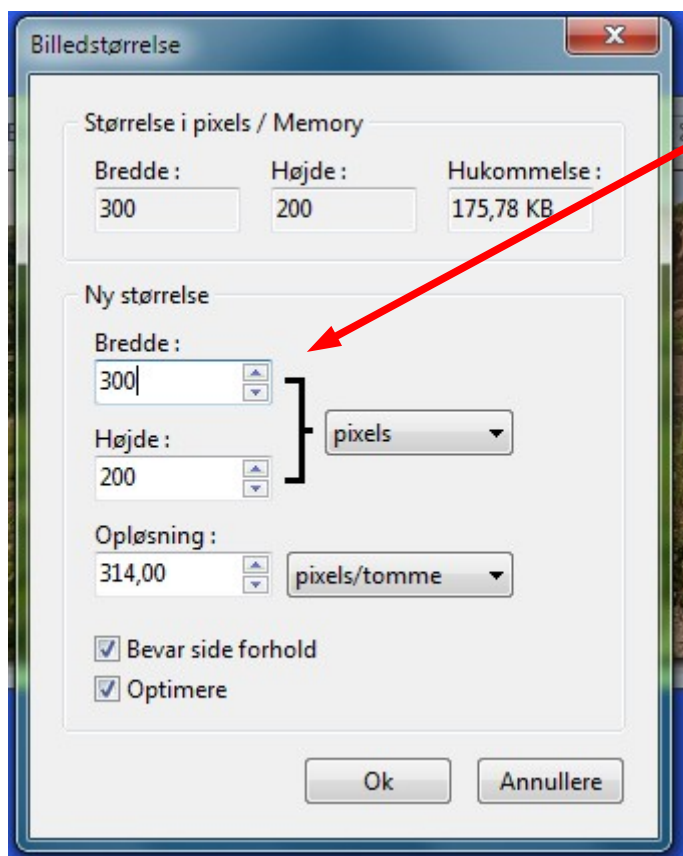 Billedstørrelse
Størrelse i pixels / Memory
Bredde : Højde : Hukommelse :
300 200 175,78 KB
Ny størrelse
Bredde :
300
pixels
Højde :
200
Opløsning :
314,00 pixels/tomme
Bevar side forhold
Optimere
Ok Annullere